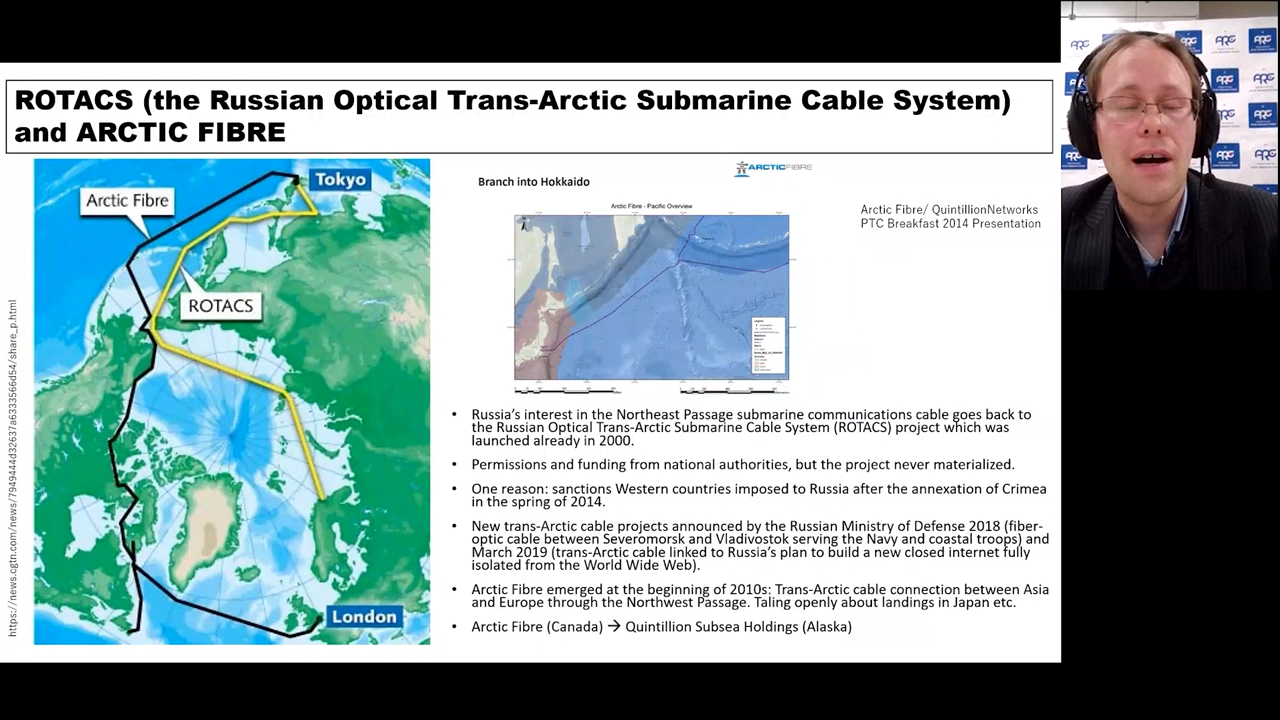 ROTACS (the Russian Optical Trans-Arctic Submarine Cable System)
and ARCTIC FIBRE
Tokyo
Arctic Fibre
ROTACS
London
https://news.cgtn.com/news/7949444d32637a6333566d54/share_p.html
ARCTICFIBRE
Branch into Hokkaido
Arctic Fibre - Pacific Overview
Arctic Fibre/ QuintillionNetworks
PTC Breakfast 2014 Presentation
• Russia's interest in the Northeast Passage submarine communications cable goes back to
the Russian Optical Trans-Arctic Submarine Cable System (ROTACS) project which was
launched already in 2000.
• Permissions and funding from national authorities, but the project never materialized.
• One reason: sanctions Western countries imposed to Russia after the annexation of Crimea
in the spring of 2014.
• New trans-Arctic cable projects announced by the Russian Ministry of Defense 2018 (fiber-
optic cable between Severomorsk and Vladivostok serving the Navy and coastal troops) and
March 2019 (trans-Arctic cable linked to Russia's plan to build a new closed internet fully
isolated from the World Wide Web).
• Arctic Fibre emerged at the beginning of 2010s: Trans-Arctic cable connection between Asia
and Europe through the Northwest Passage. Taling openly about landings in Japan etc.
• Arctic Fibre (Canada) → Quintillion Subsea Holdings (Alaska)
ARC